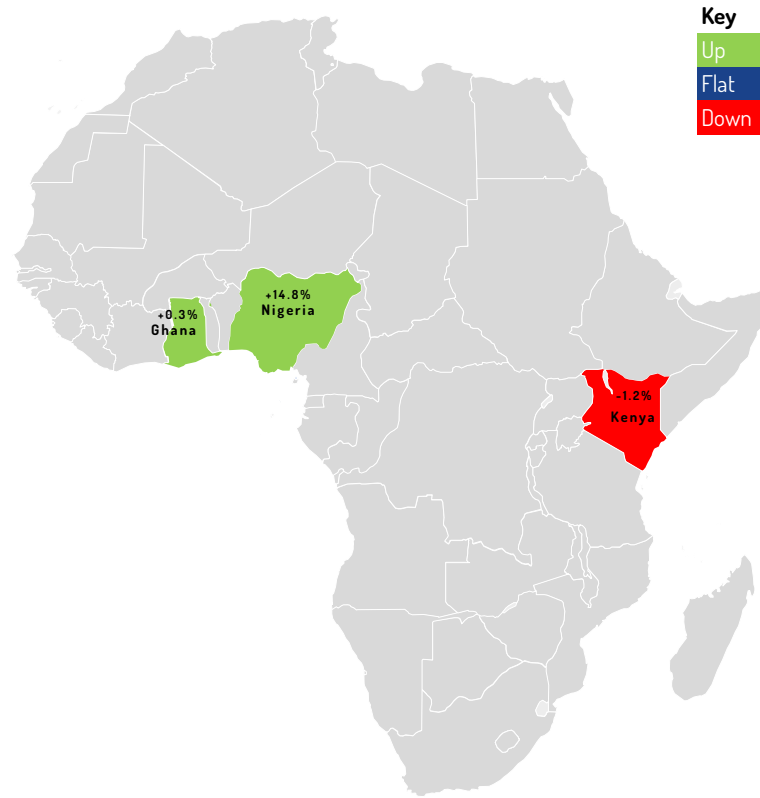 Key
Up
Flat
Down
+14.8%
Nigeria
+0.3%
Ghana
-1.2%
Kenya